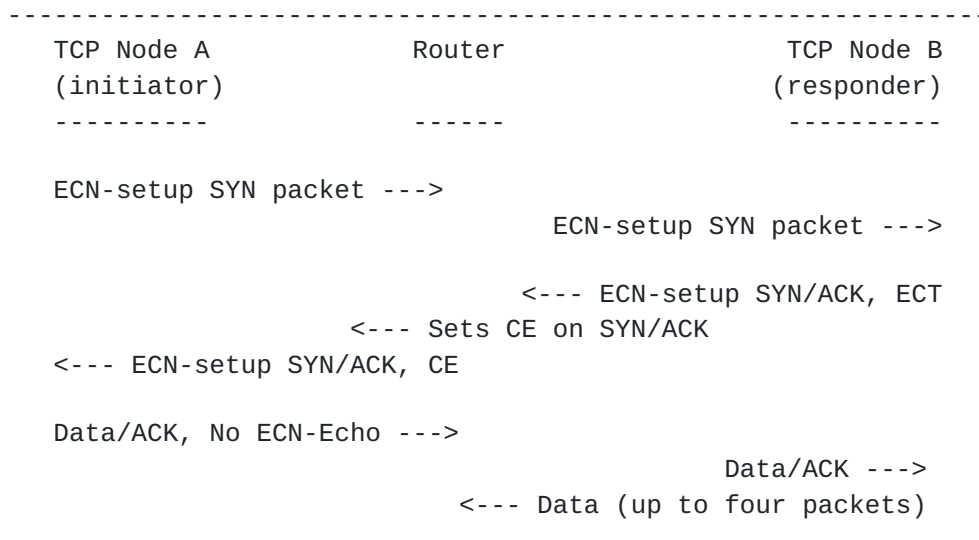 ---------------------------------------------------------------
TCP Node A             Router                  TCP Node B
(initiator)                                   (responder)
----------             ------                  ----------
ECN-setup SYN packet --->
ECN-setup SYN packet --->
<--- ECN-setup SYN/ACK, ECT
<--- Sets CE on SYN/ACK
<--- ECN-setup SYN/ACK, CE
Data/ACK, No ECN-Echo --->
Data/ACK --->
<--- Data (up to four packets)